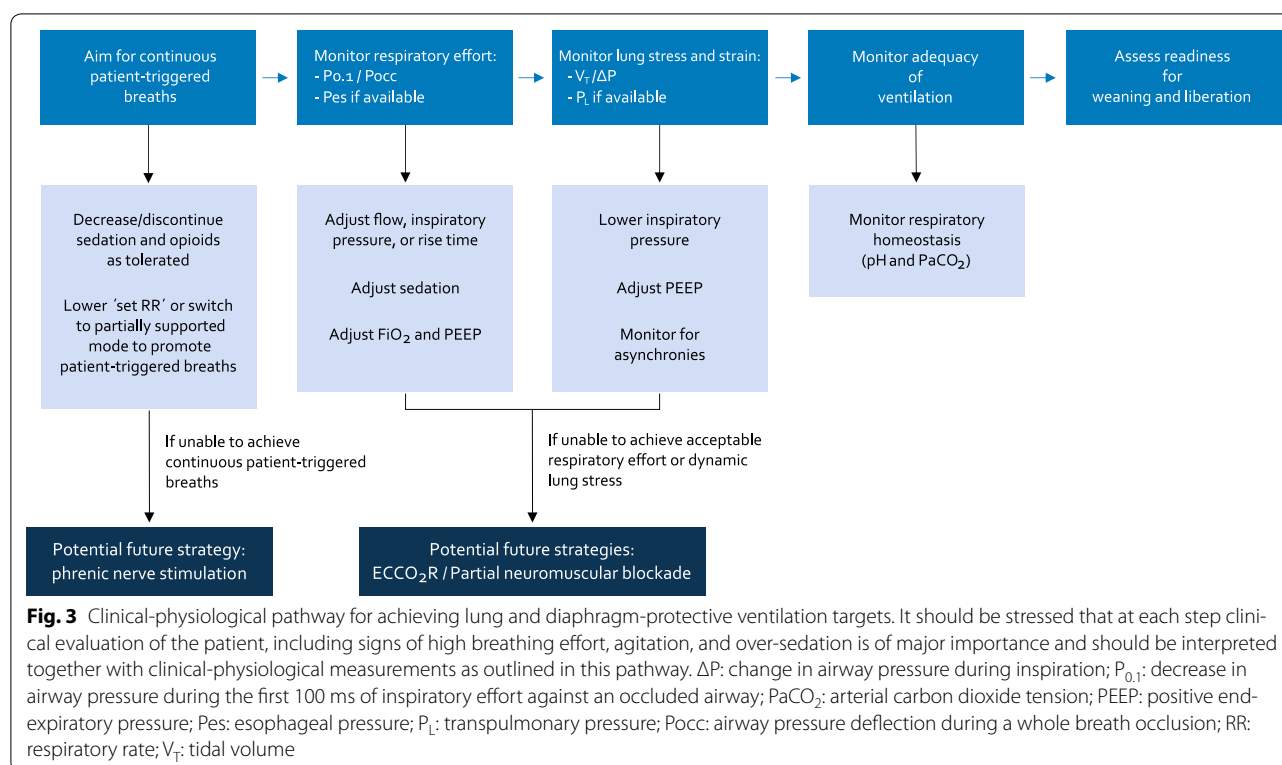 Aim for continuous
patient-triggered
breaths
Monitor respiratory effort:
- P0.1 / Pocc
- Pes if available
Monitor lung stress and strain:
- VT/ΔP
- PL if available
Monitor adequacy
of
ventilation
Assess readiness
for
weaning and liberation
Decrease/discontinue
sedation and opioids
as tolerated
Lower ´set RR´ or switch
to partially supported
mode to promote
patient-triggered breaths
Adjust flow, inspiratory
pressure, or rise time
Adjust sedation
Adjust FiO₂ and PEEP
Lower inspiratory
pressure
Adjust PEEP
Monitor for
asynchronies
Monitor respiratory
homeostasis
(pH and PaCO₂)
If unable to achieve
continuous patient-triggered
breaths
If unable to achieve acceptable
respiratory effort or dynamic
lung stress
Potential future strategy:
phrenic nerve stimulation
Potential future strategies:
ECCO₂R / Partial neuromuscular blockade
Fig. 3 Clinical-physiological pathway for achieving lung and diaphragm-protective ventilation targets. It should be stressed that at each step clini-
cal evaluation of the patient, including signs of high breathing effort, agitation, and over-sedation is of major importance and should be interpreted
together with clinical-physiological measurements as outlined in this pathway. ΔP: change in airway pressure during inspiration; P0.1: decrease in
airway pressure during the first 100 ms of inspiratory effort against an occluded airway; PaCO₂: arterial carbon dioxide tension; PEEP: positive end-
expiratory pressure; Pes: esophageal pressure; PL: transpulmonary pressure; Pocc: airway pressure deflection during a whole breath occlusion; RR:
respiratory rate; VT: tidal volume